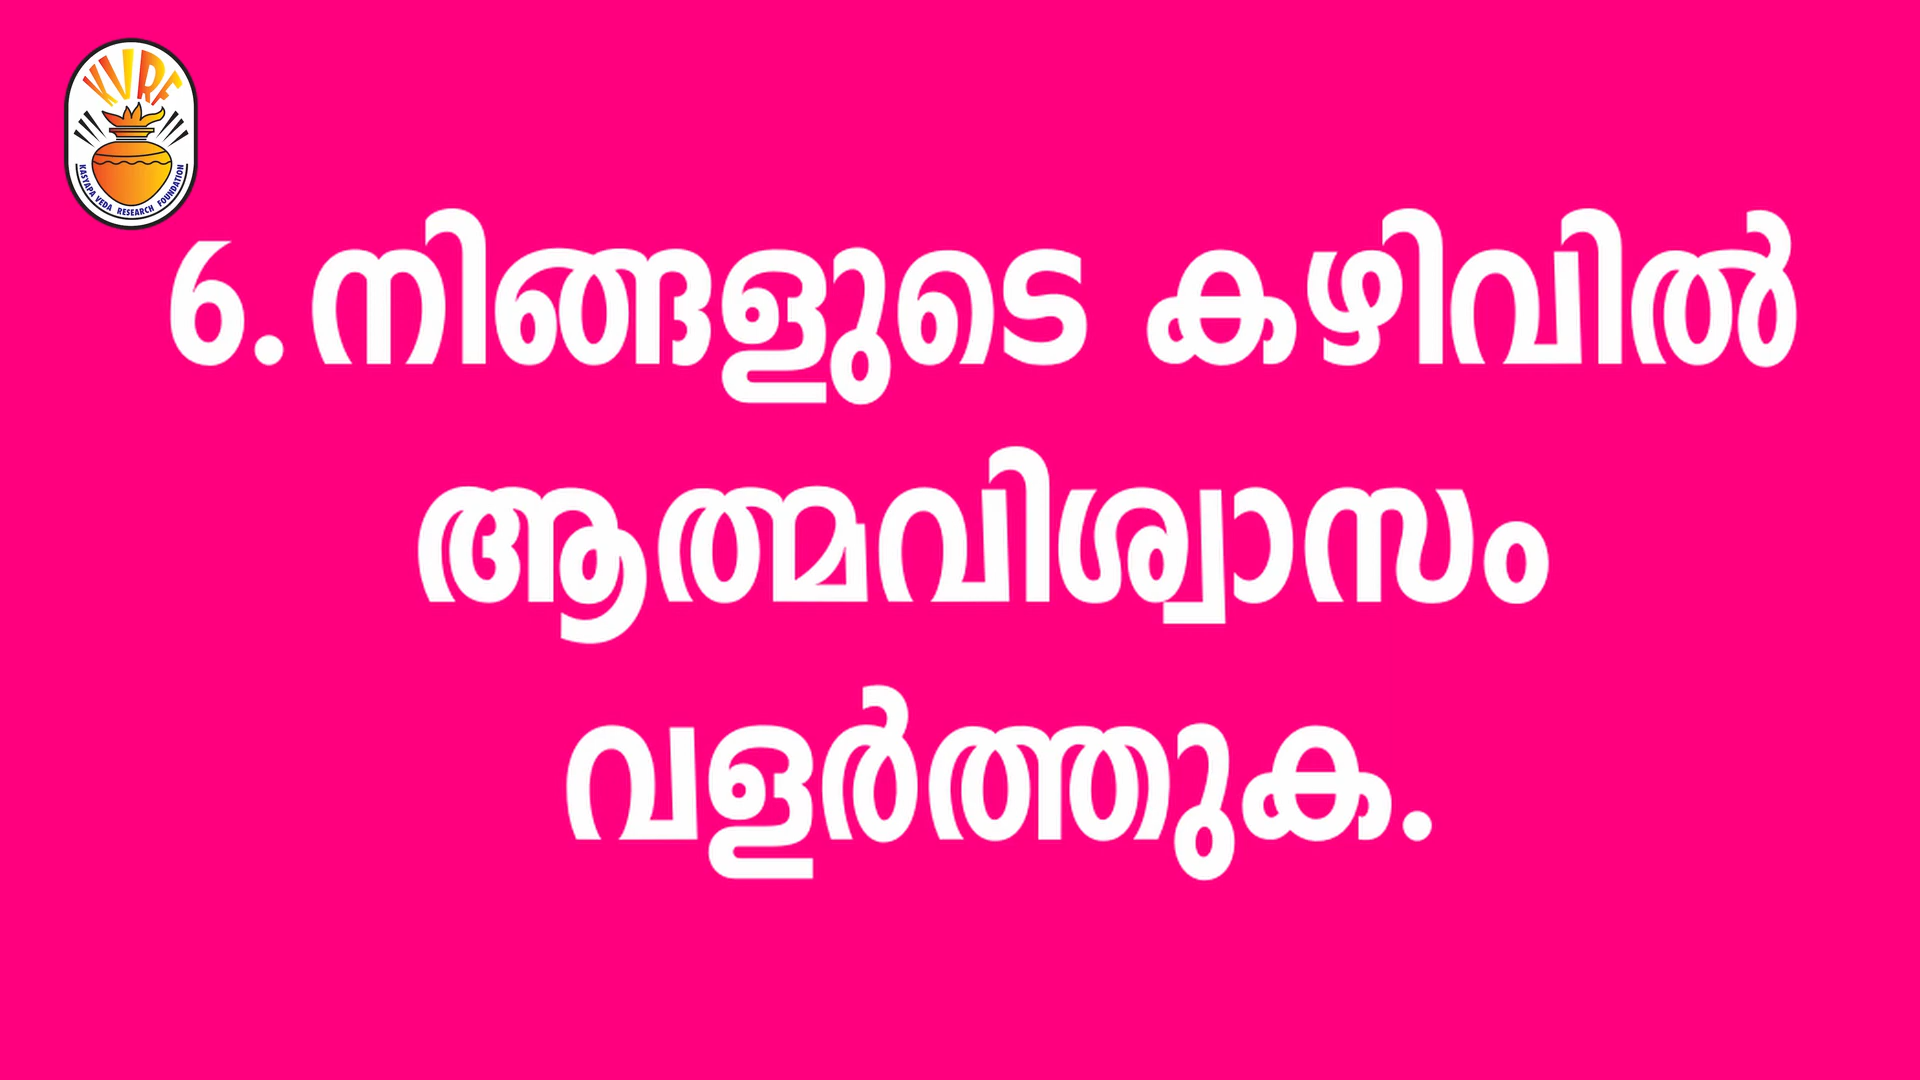 KVRF
KASYAPA VEDA RESEARCH FOUNDATION
6.നിങ്ങളുടെ കഴിവിൽ
ആത്മവിശ്വാസം
വളർത്തുക.